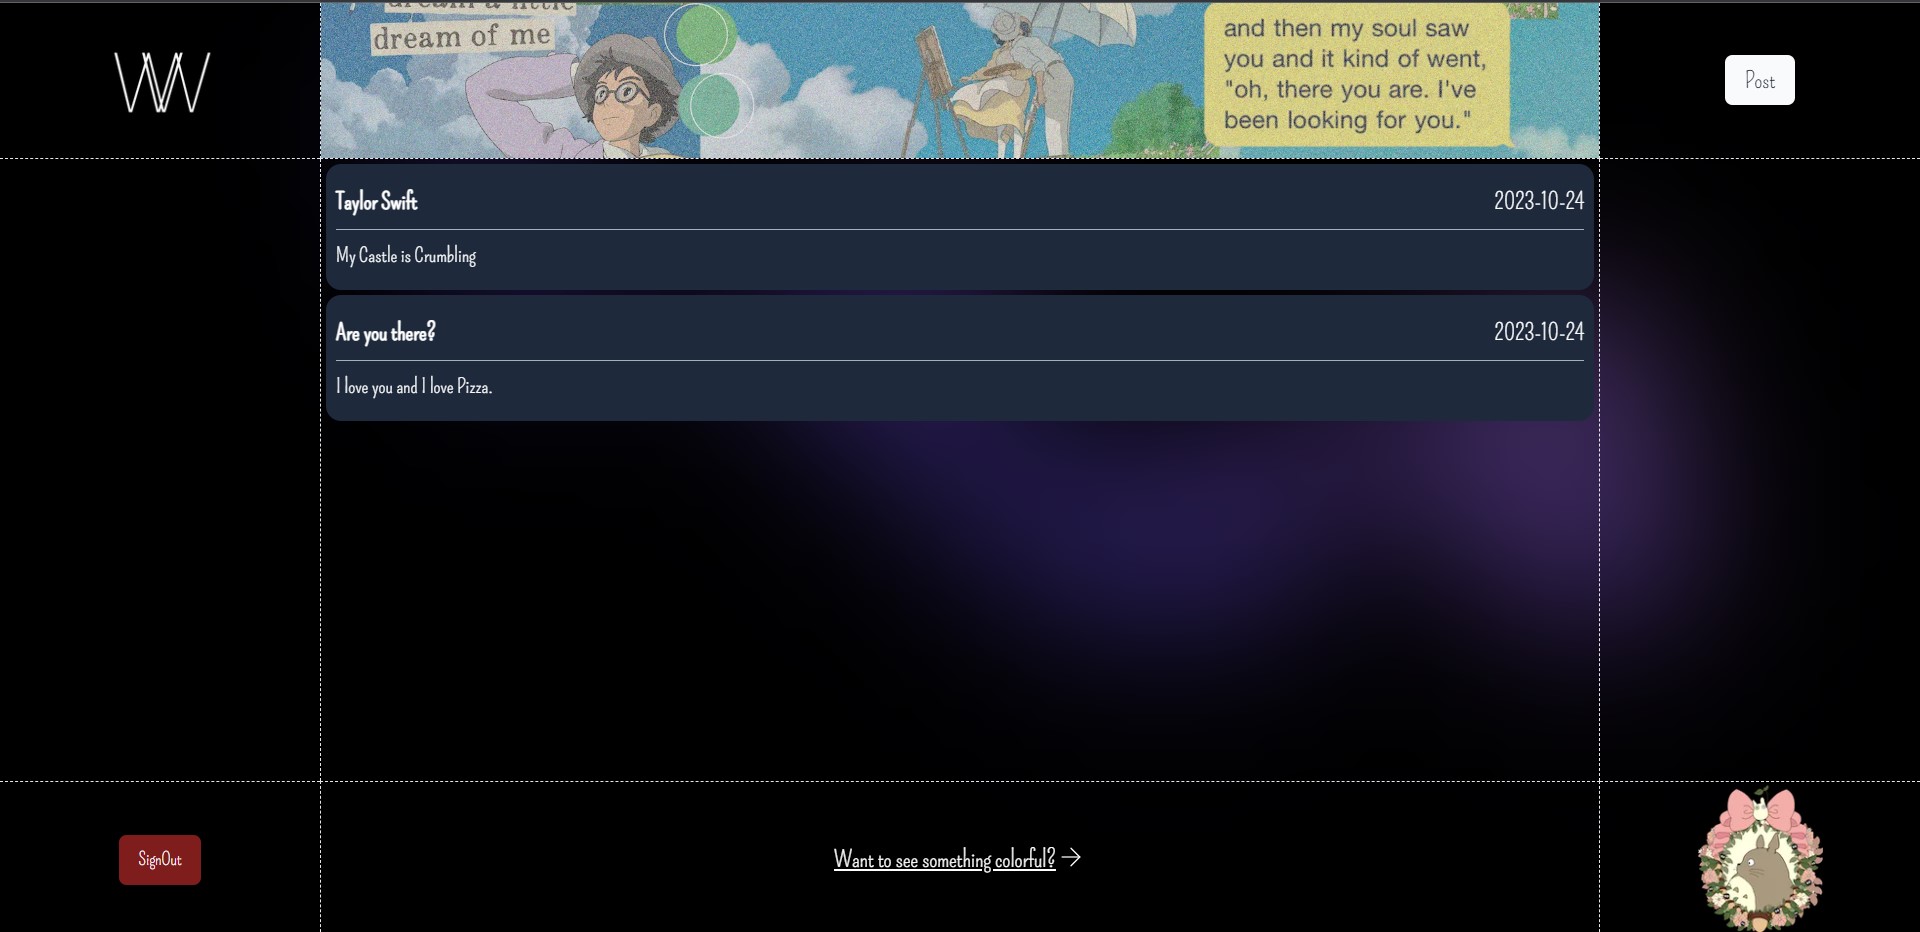 dream a little
dream of me
and then my soul saw
you and it kind of went,
"oh, there you are. I've
been looking for you."
Post
Taylor Swift
2023-10-24
My Castle is Crumbling
Are you there?
2023-10-24
I love you and I love Pizza.
SignOut
Want to see something colorful? →